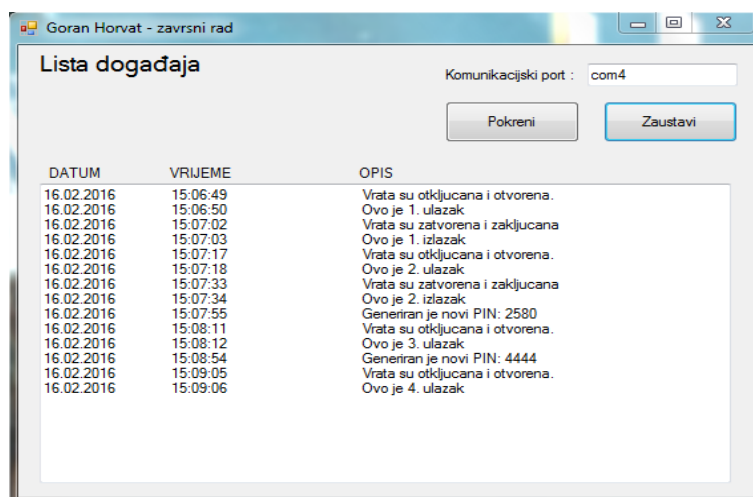 Goran Horvat - zavrsni rad
Lista događaja
Komunikacijski port : com4
Pokreni Zaustavi
DATUM VRIJEME OPIS
16.02.2016 15:06:49 Vrata su otkljucana i otvorena.
16.02.2016 15:06:50 Ovo je 1. ulazak
16.02.2016 15:07:02 Vrata su zatvorena i zakljucana
16.02.2016 15:07:03 Ovo je 1. izlazak
16.02.2016 15:07:17 Vrata su otkljucana i otvorena.
16.02.2016 15:07:18 Ovo je 2. ulazak
16.02.2016 15:07:33 Vrata su zatvorena i zakljucana
16.02.2016 15:07:34 Ovo je 2. izlazak
16.02.2016 15:07:55 Generiran je novi PIN: 2580
16.02.2016 15:08:11 Vrata su otkljucana i otvorena.
16.02.2016 15:08:12 Ovo je 3. ulazak
16.02.2016 15:08:54 Generiran je novi PIN: 4444
16.02.2016 15:09:05 Vrata su otkljucana i otvorena.
16.02.2016 15:09:06 Ovo je 4. ulazak